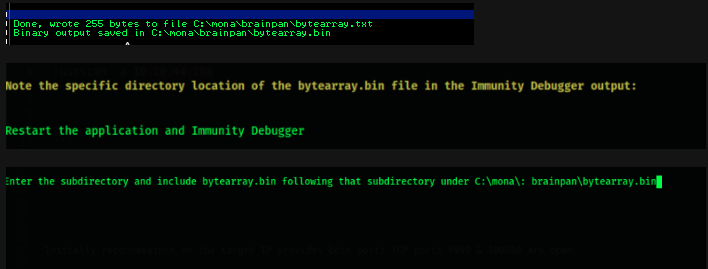 Done, wrote 255 bytes to file C:\mona\brainpan\bytearray.txt
Binary output saved in C:\mona\brainpan\bytearray.bin
Note the specific directory location of the bytearray.bin file in the Immunity Debugger output:
Restart the application and Immunity Debugger
Enter the subdirectory and include bytearray.bin following that subdirectory under C:\mona\: brainpan\bytearray.bin